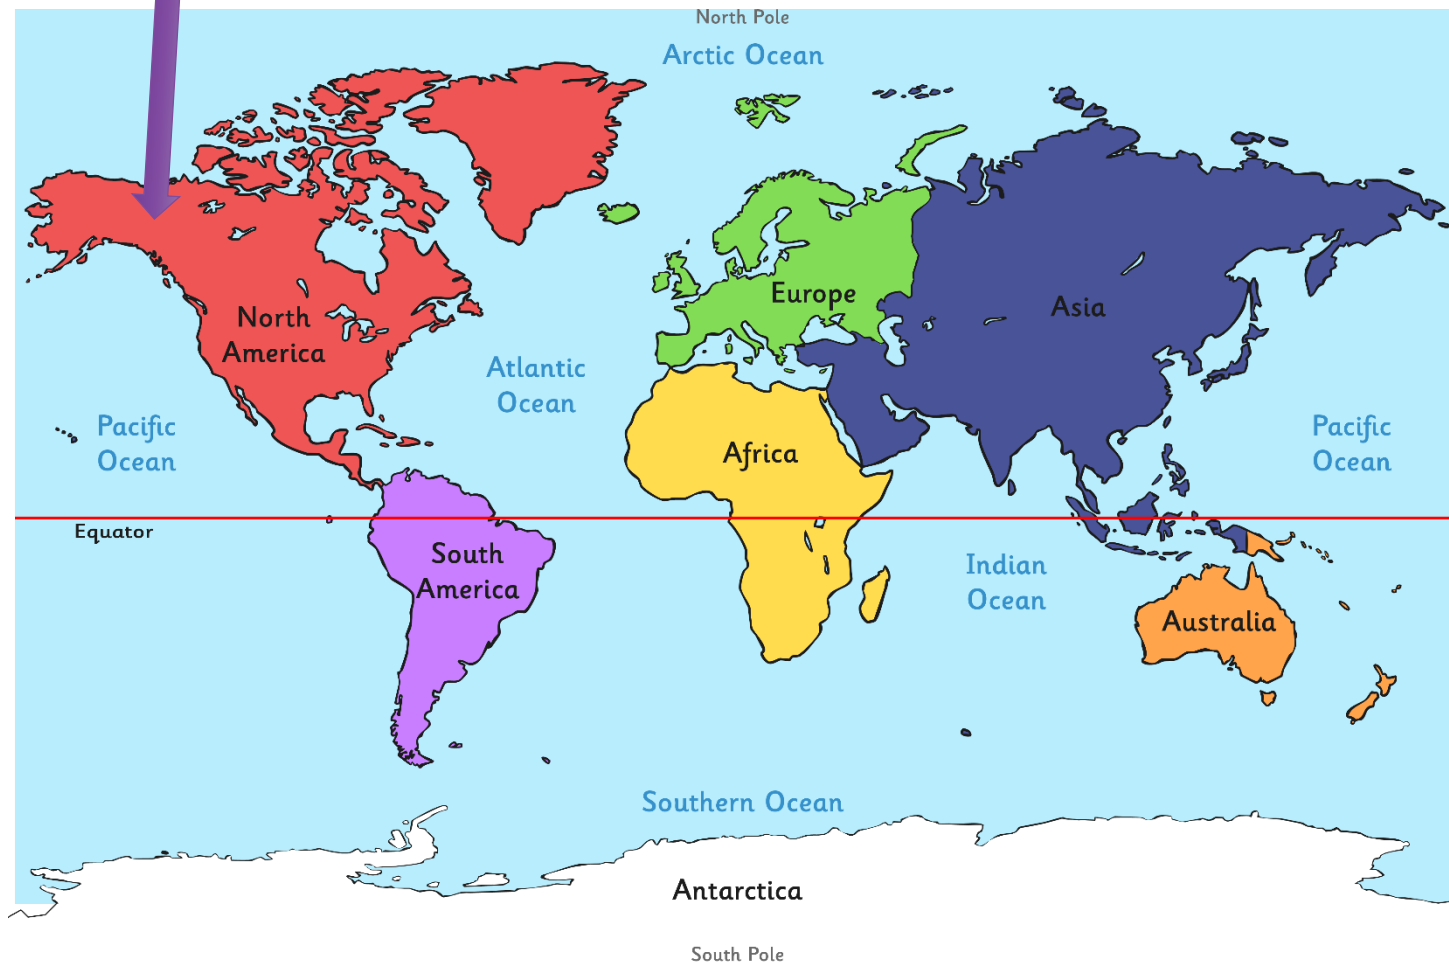 North Pole
Arctic Ocean
Europe
Asia
North
America
Atlantic
Ocean
Pacific
Ocean
Pacific
Ocean
Africa
Equator
South
America
Indian
Ocean
Australia
Southern Ocean
Antarctica
South Pole